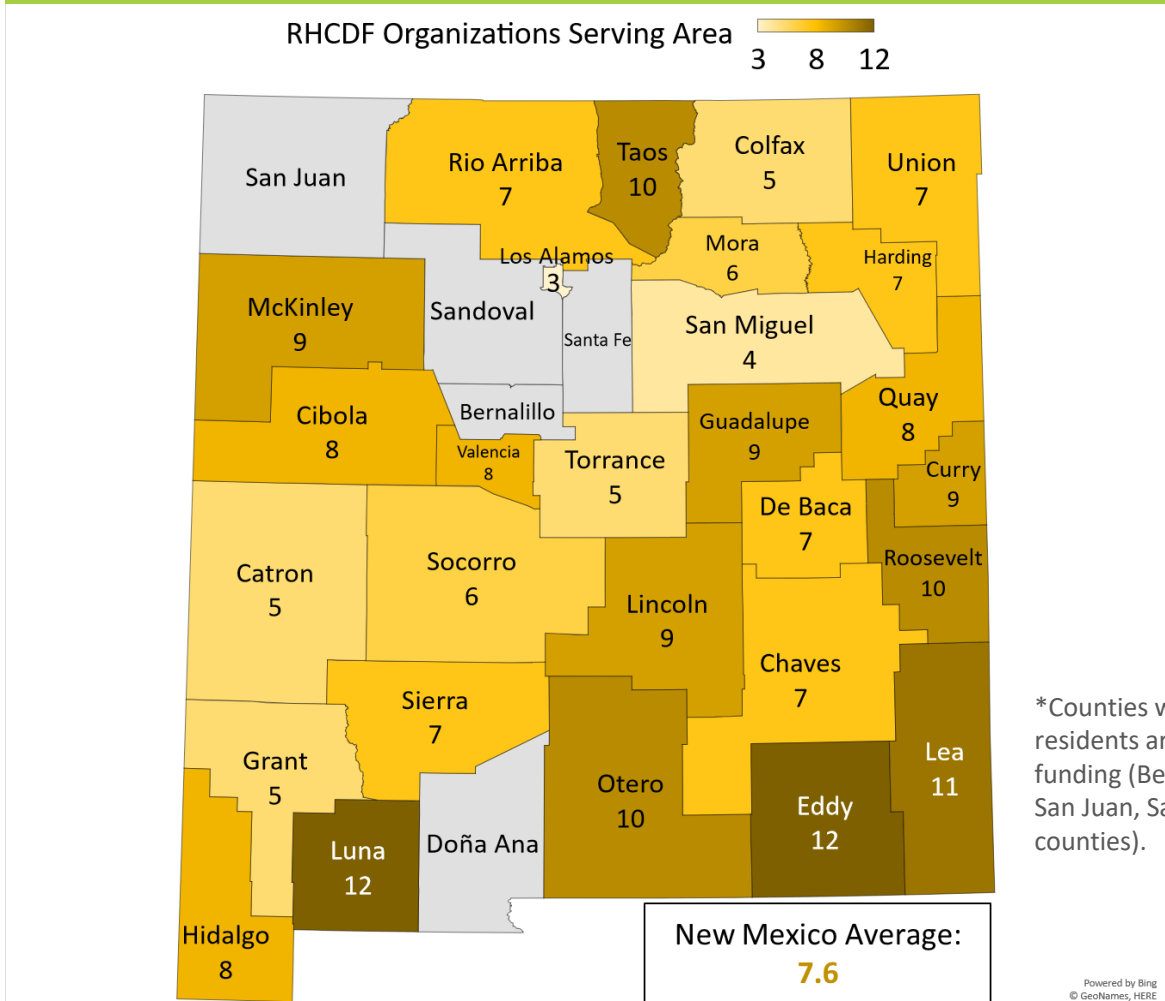 RHCDF Organizations Serving Area
3 8 12
San Juan
Rio Arriba
7
Taos
10
Colfax
5
Union
7
Los Alamos
3
Mora
6
Harding
7
McKinley
9
Sandoval
Santa Fe
San Miguel
4
Cibola
8
Bernalillo
Valencia
8
Torrance
5
Guadalupe
9
Quay
8
Curry
9
De Baca
7
Roosevelt
10
Catron
5
Socorro
6
Lincoln
9
Chaves
7
Sierra
7
Grant
5
Otero
10
Lea
11
Eddy
12
Luna
12
Doña Ana
Hidalgo
8
*Counties
residents
funding (Be
San Juan, Sa
counties).
New Mexico Average:
7.6
Powered by Bing
© GeoNames, HERE